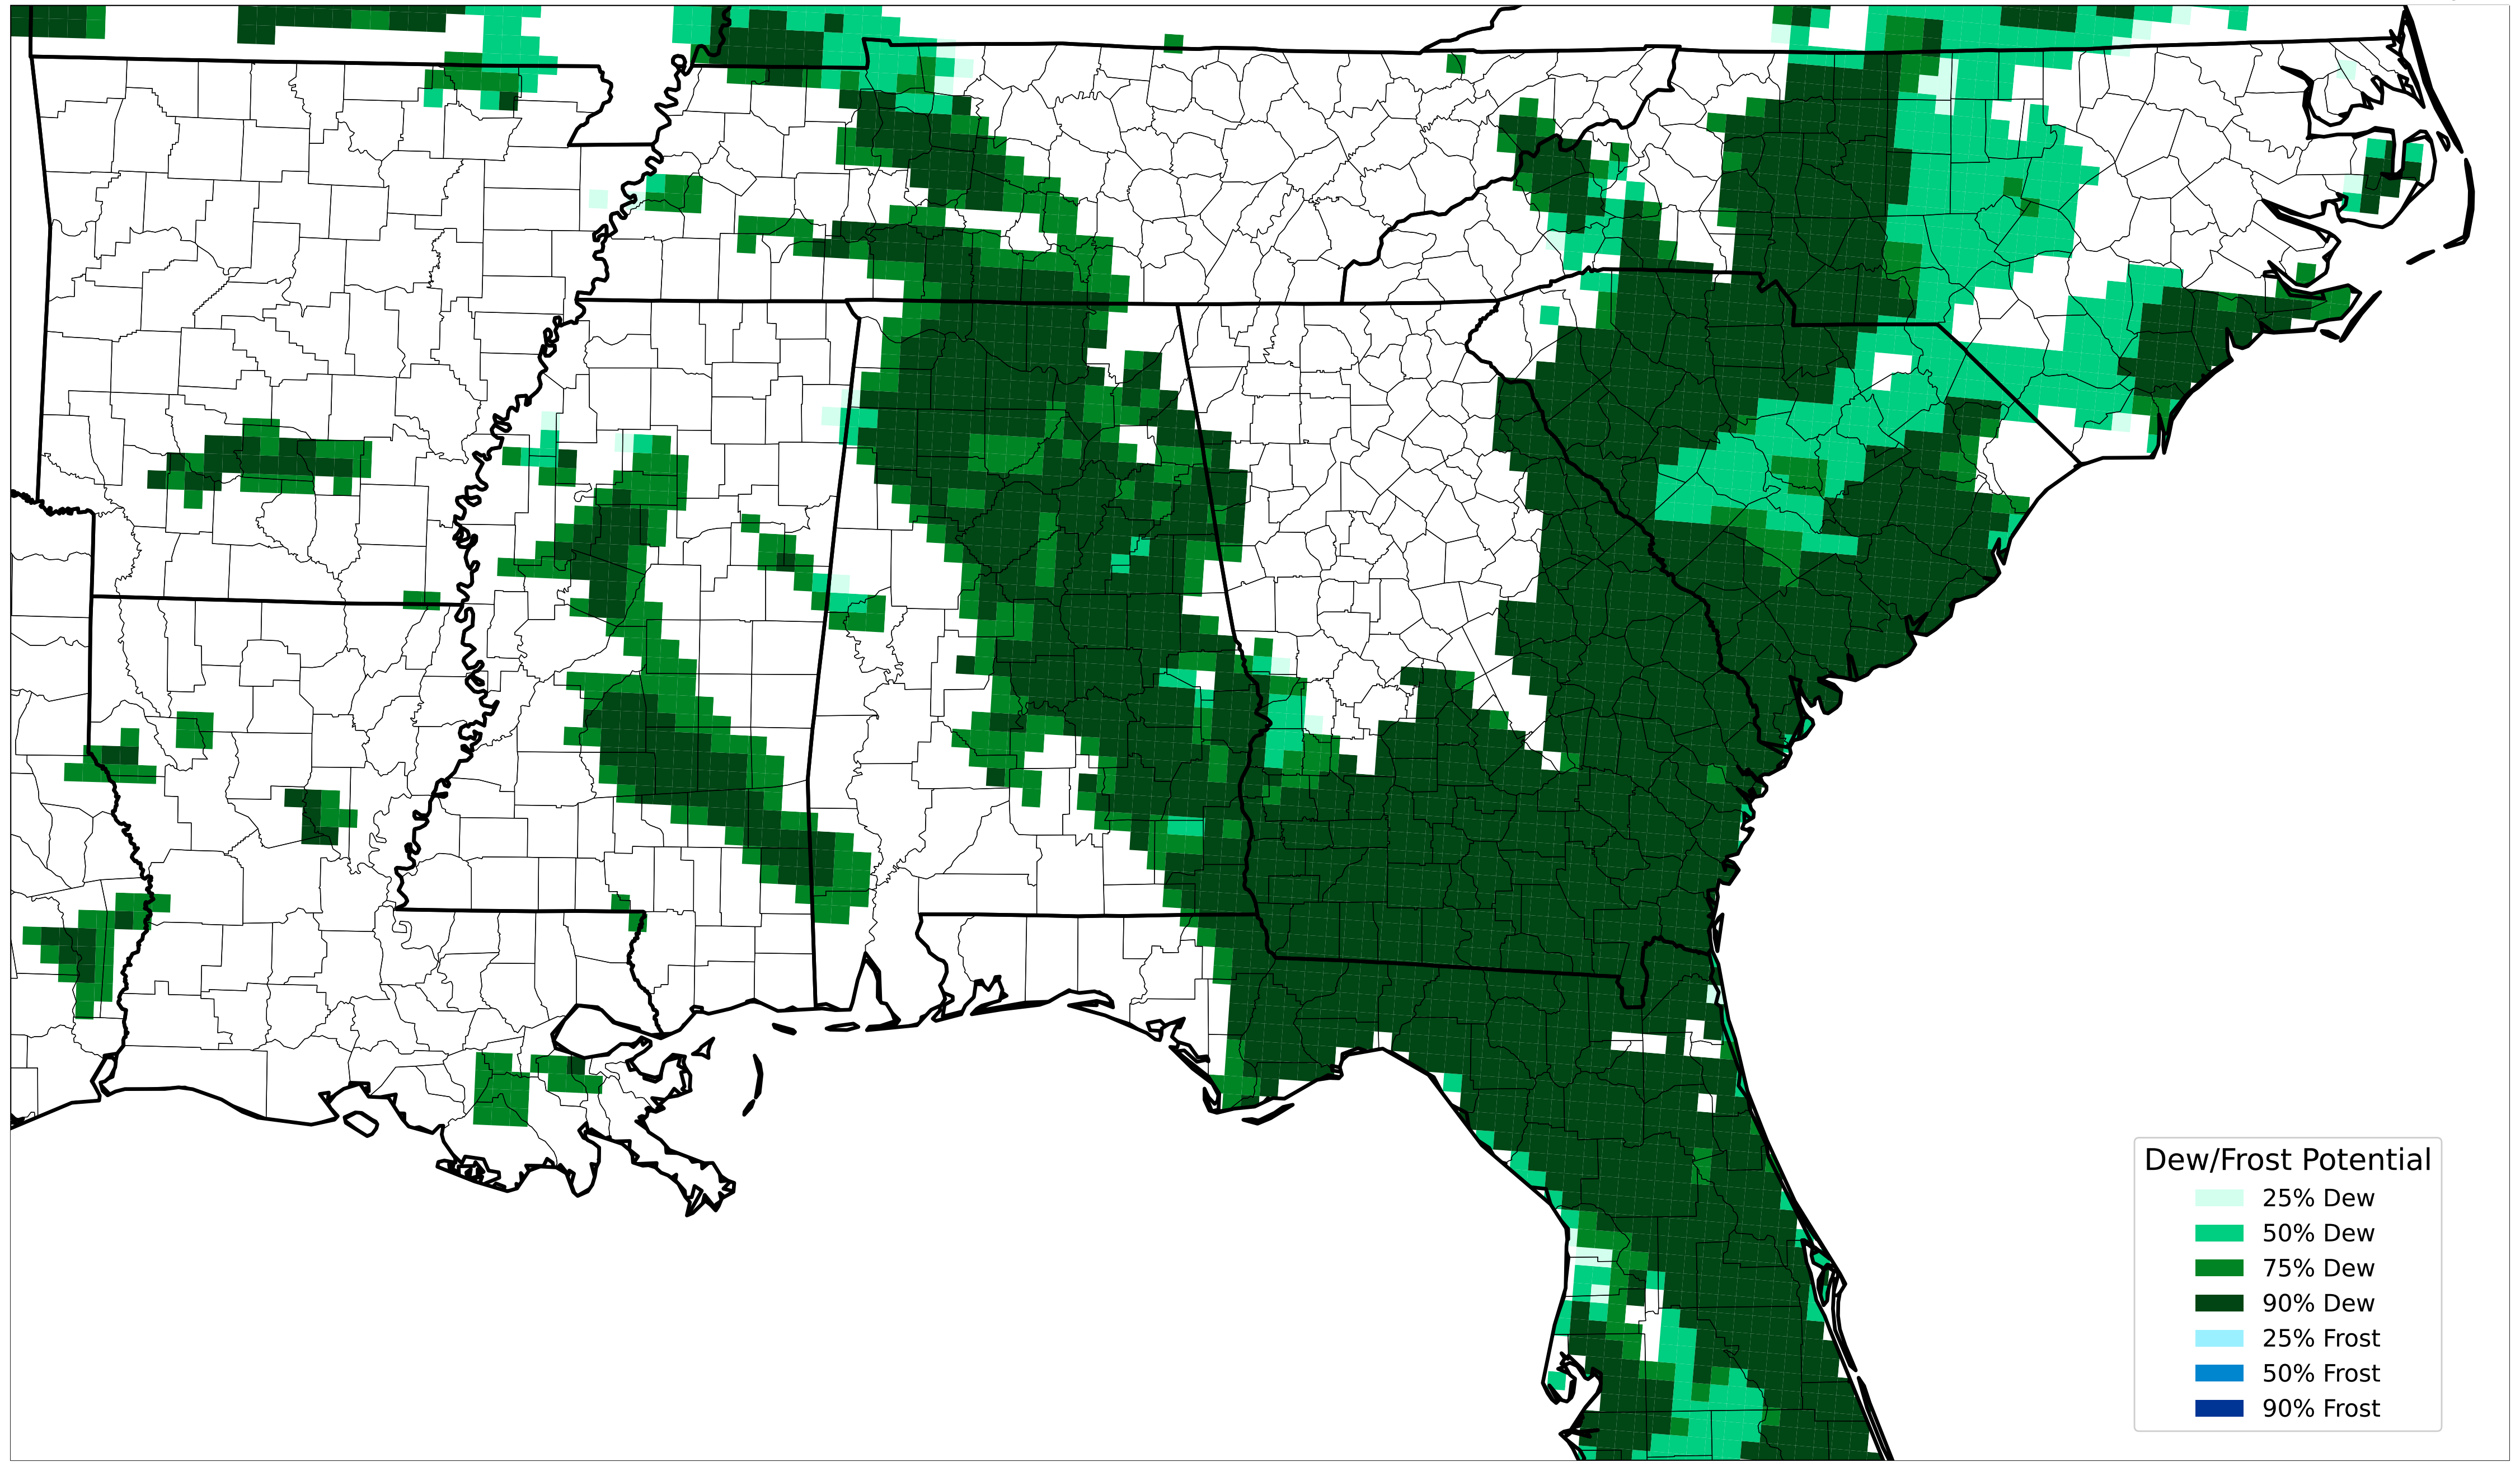 Dew/Frost Potential
25% Dew
50% Dew
75% Dew
90% Dew
25% Frost
50% Frost
90% Frost